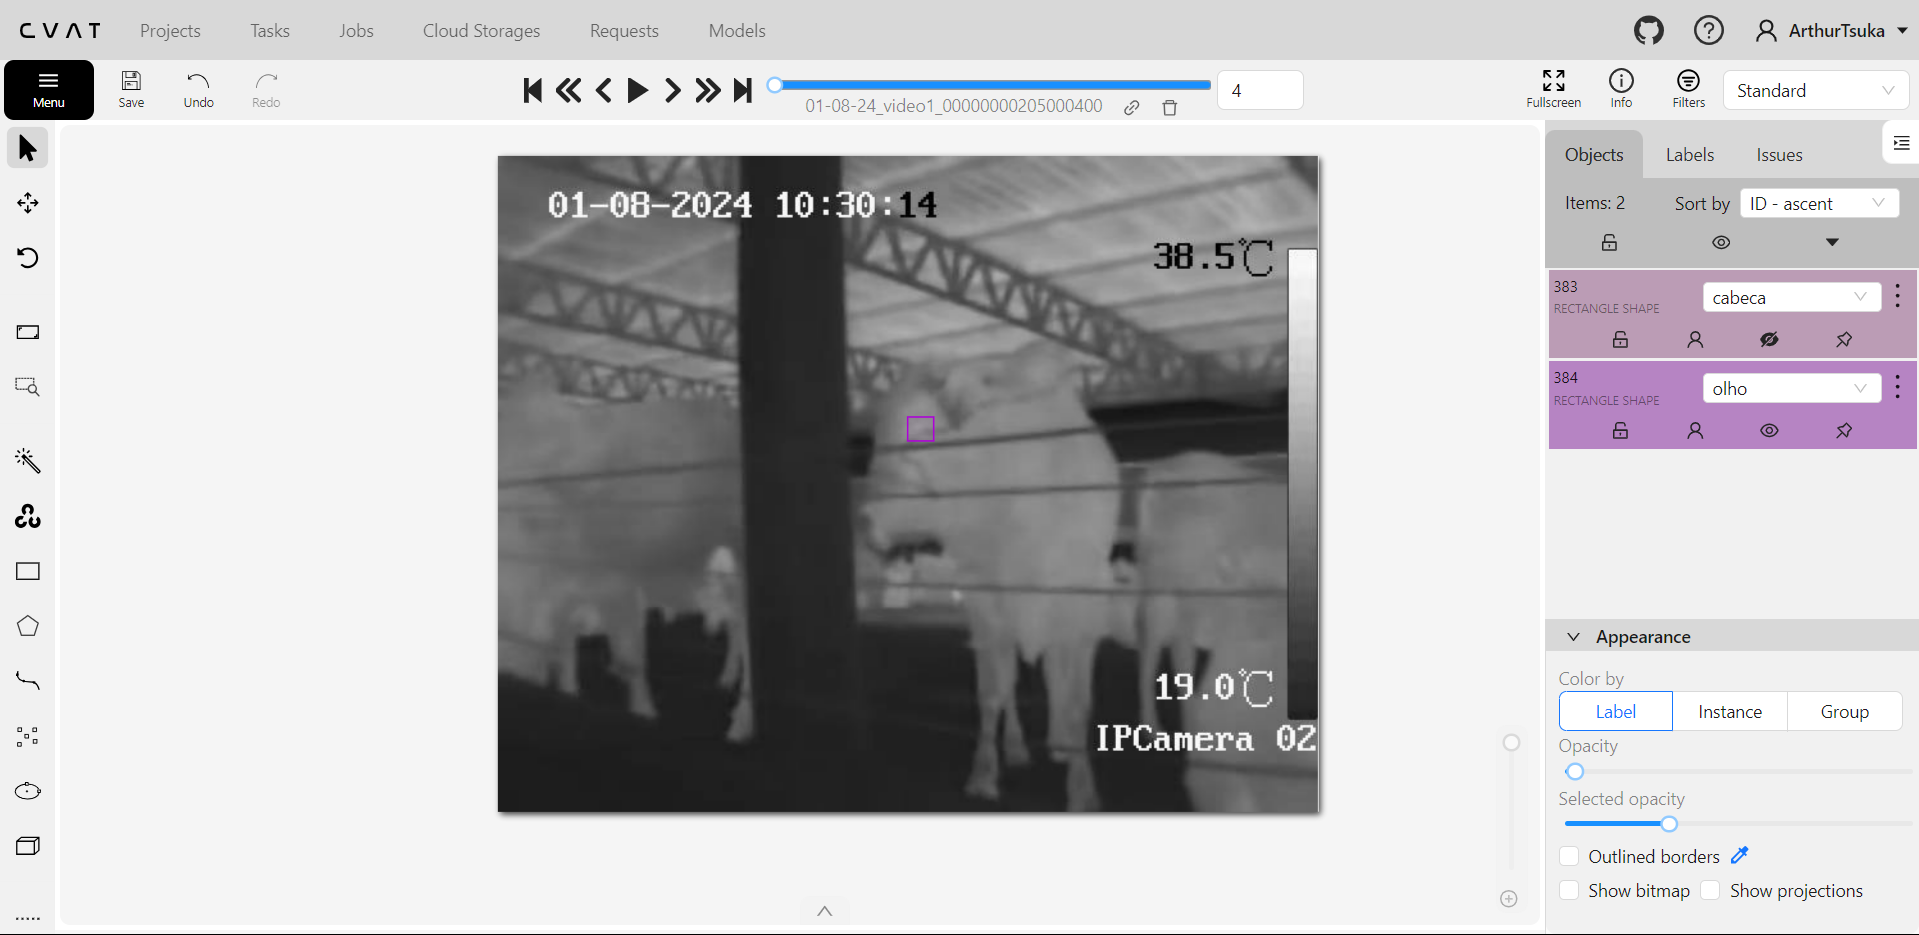 CVAT Projects Tasks Jobs Cloud Storages Requests Models ArthurTsuka
Menu Save Undo Redo 4 Fullscreen Info Filters Standard
01-08-24_video1_00000000205000400
Objects Labels Issues
Items: 2 Sort by ID - ascent
01-08-2024 10:30:14
38.5℃
383 cabeca
RECTANGLE SHAPE
384 olho
RECTANGLE SHAPE
19.0℃
IPCamera 02
Appearance
Color by
Label Instance Group
Opacity
Selected opacity
Outlined borders
Show bitmap Show projections